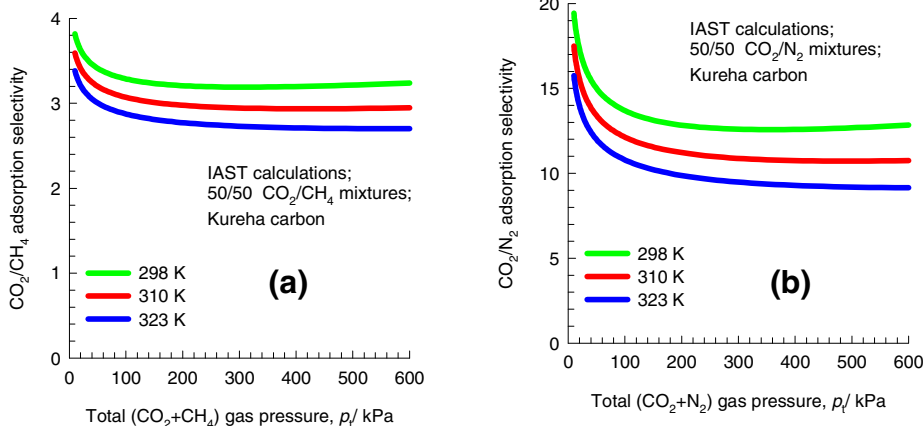 4
3
2
1
0
CO₂/CH₄ adsorption selectivity
IAST calculations;
50/50 CO₂/CH₄ mixtures;
Kureha carbon
298 K
310 K
323 K
(a)
0 100 200 300 400 500 600
Total (CO₂+CH₄) gas pressure, pₜ/ kPa
20
15
10
5
0
CO₂/N₂ adsorption selectivity
IAST calculations;
50/50 CO₂/N₂ mixtures;
Kureha carbon
298 K
310 K
323 K
(b)
0 100 200 300 400 500 600
Total (CO₂+N₂) gas pressure, pₜ/ kPa